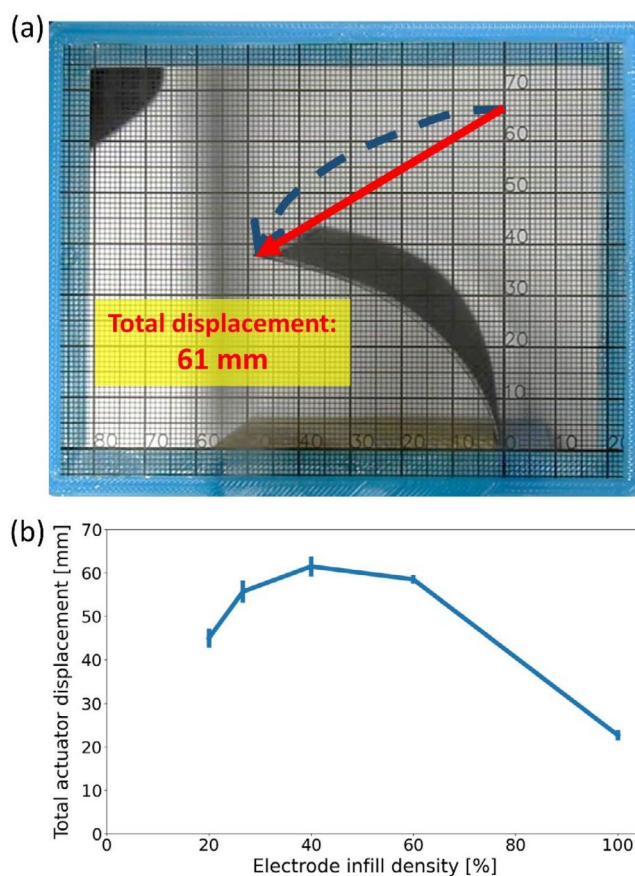 (a)
70
60
50
40
30
20
10
80 70 60 50 40 30 20 10 0 10 20
Total displacement:
61 mm
(b)
Total actuator displacement [mm]
70
60
50
40
30
20
10
0
0 20 40 60 80 100
Electrode infill density [%]